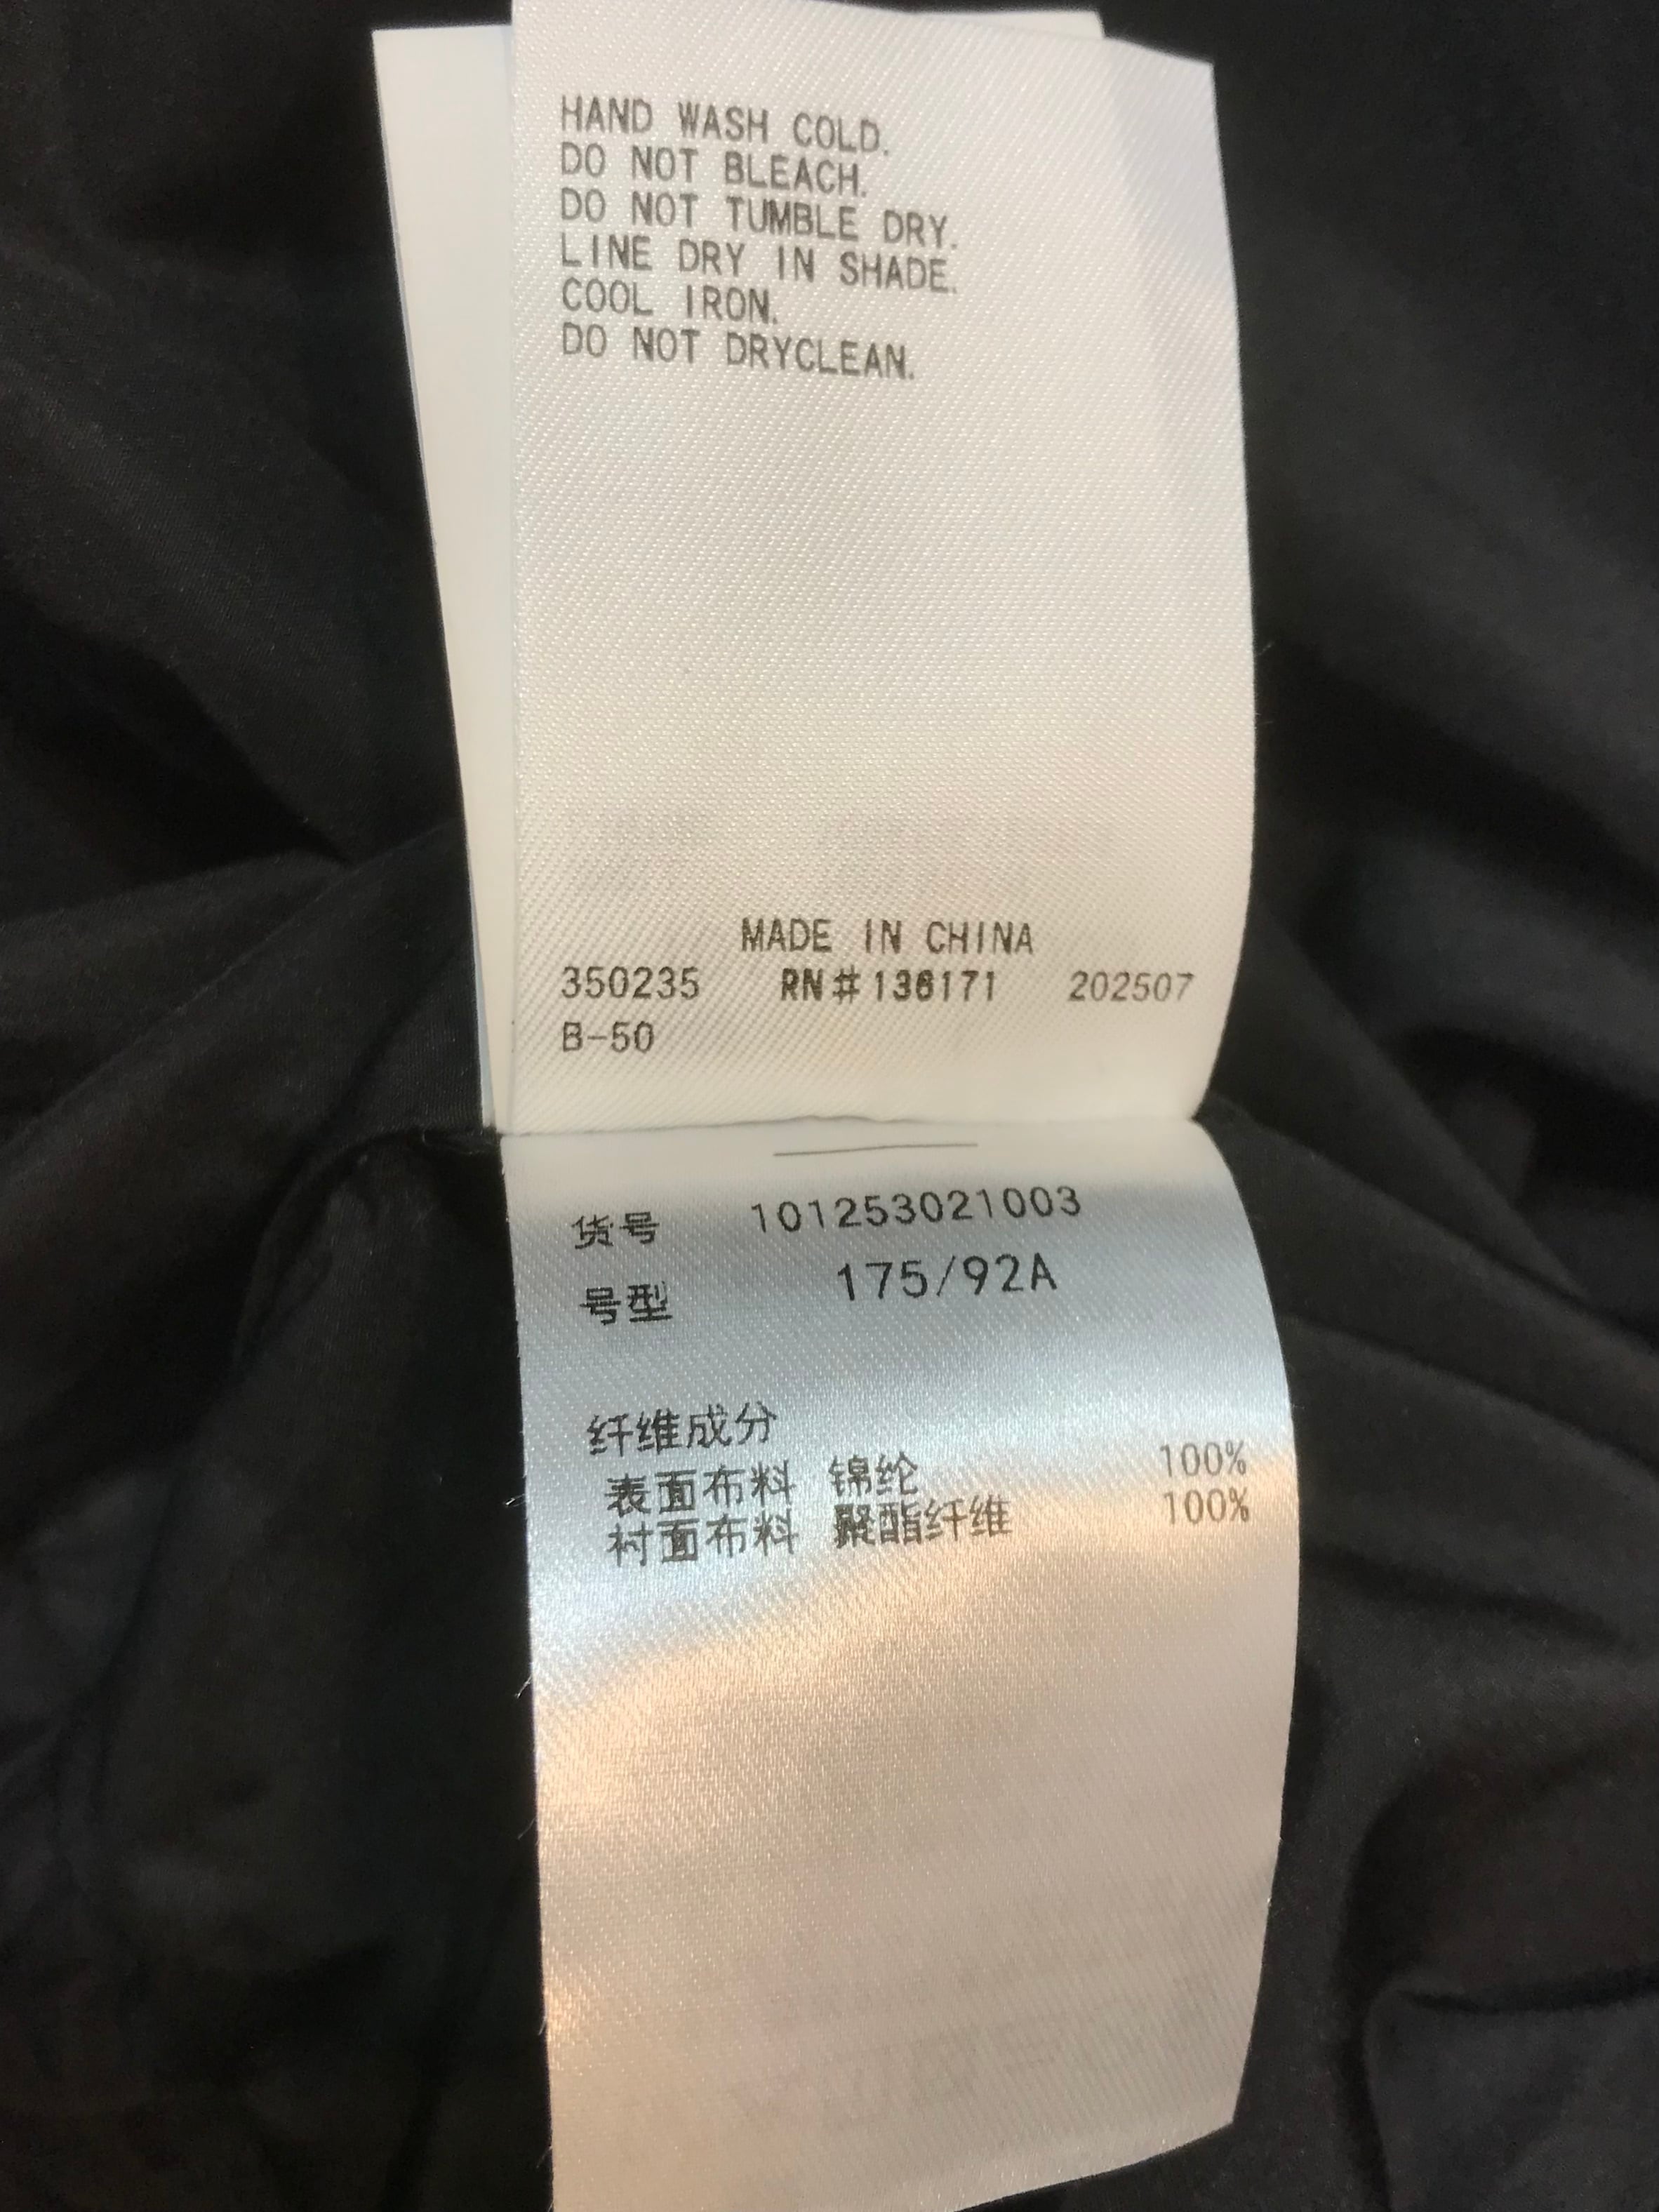 HAND WASH COLD.
DO NOT BLEACH.
DO NOT TUMBLE DRY.
LINE DRY IN SHADE.
COOL IRON.
DO NOT DRYCLEAN.
MADE IN CHINA
350235 RN#136171 202507
B-50
货号 101253021003
号型 175/92A
纤维成分
表面布料 锦纶 100%
衬面布料 聚酯纤维 100%